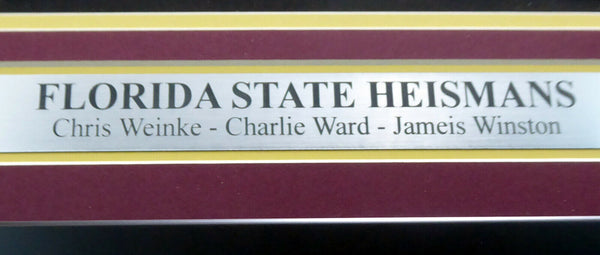 FLORIDA STATE HEISMANS
Chris Weinke - Charlie Ward - Jameis Winston